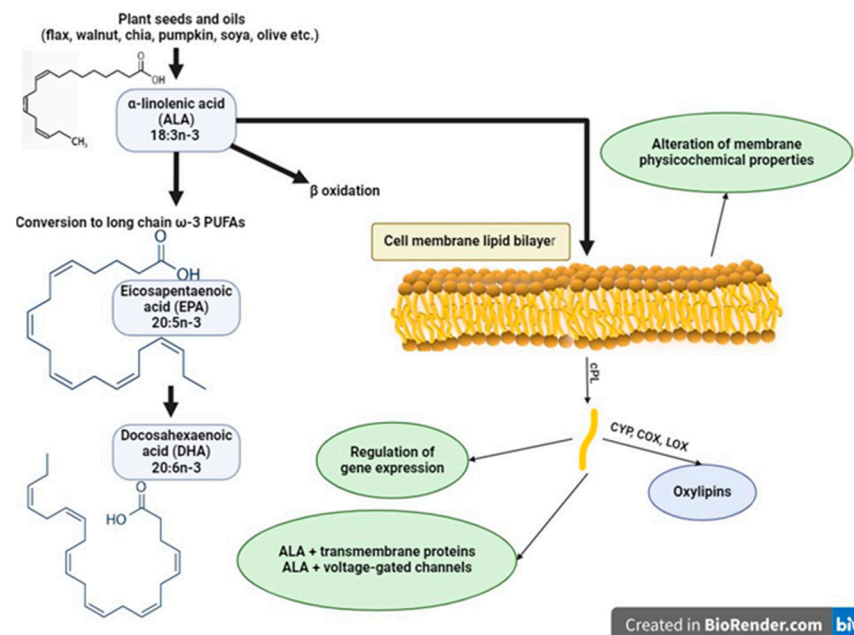 Plant seeds and oils
(flax, walnut, chia, pumpkin, soya, olive etc.)
O
OH
CH₃
α-linolenic acid
(ALA)
18:3n-3
β oxidation
Alteration of membrane
physicochemical properties
Conversion to long chain ω-3 PUFAs
O
OH
Eicosapentaenoic
acid (EPA)
20:5n-3
Cell membrane lipid bilayer
cPL
CYP, COX, LOX
Regulation of
gene expression
Oxylipins
Docosahexaenoic
acid (DHA)
20:6n-3
O
HO
ALA + transmembrane proteins
ALA + voltage-gated channels
Created in BioRender.com